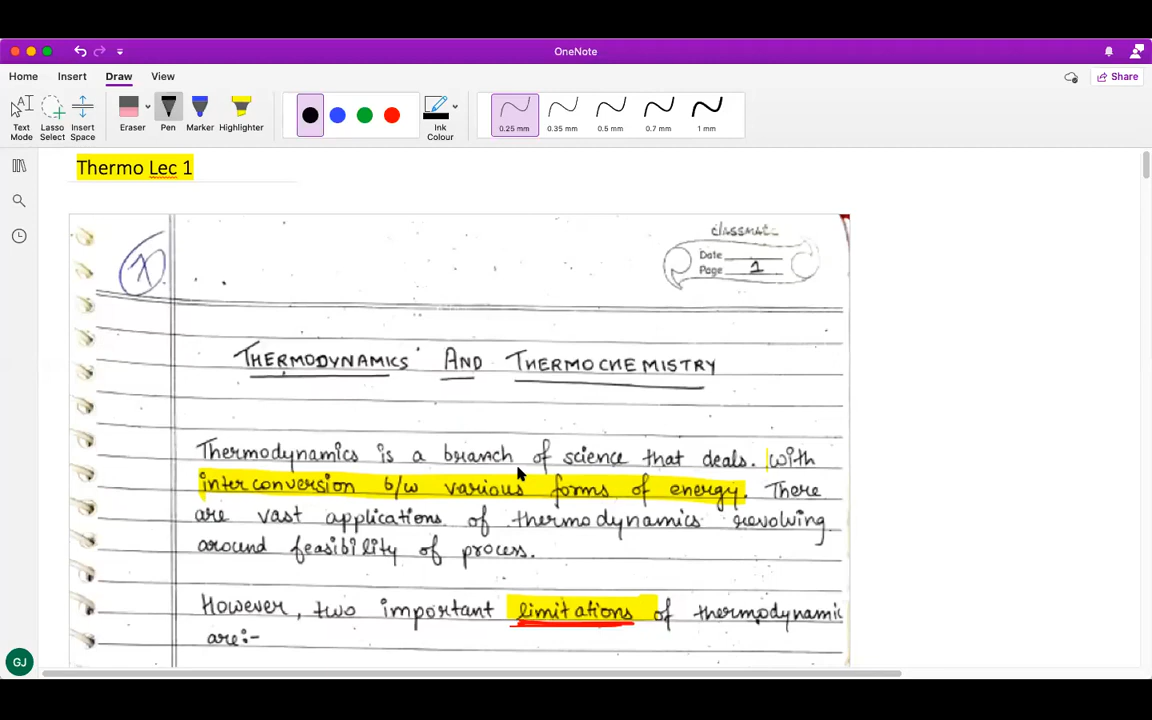 OneNote
Home Insert Draw View
Share
Text Mode
Lasso Select
Insert Space
Eraser
Pen
Marker
Highlighter
Ink Colour
0.25 mm
0.35 mm
0.5 mm
0.7 mm
1 mm
Thermo Lec 1
classmate
Date
Page 1
THERMODYNAMICS AND THERMOCHEMISTRY
Thermodynamics is a branch of science that deals. with
interconversion b/w various forms of energy. There
are vast applications of thermodynamics revolving
around feasibility of process.
However, two important limitations of thermodynamic
are:-
GJ